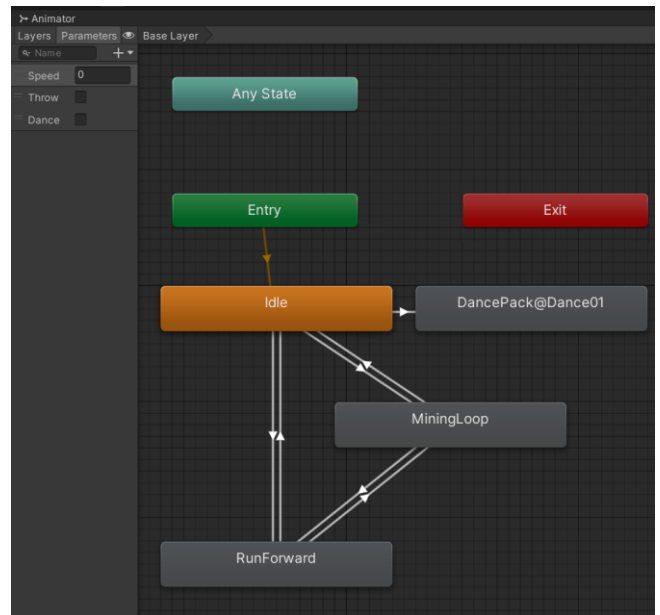 Animator
Layers Parameters Base Layer
Name
Speed 0
Throw
Dance
Any State
Entry
Exit
Idle
DancePack@Dance01
MiningLoop
RunForward